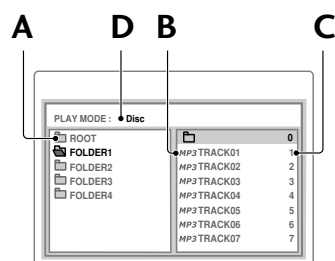 A D B C
PLAY MODE : Disc
ROOT
FOLDER1
FOLDER2
FOLDER3
FOLDER4
0
MP3 TRACK01 1
MP3 TRACK02 2
MP3 TRACK03 3
MP3 TRACK04 4
MP3 TRACK05 5
MP3 TRACK06 6
MP3 TRACK07 7